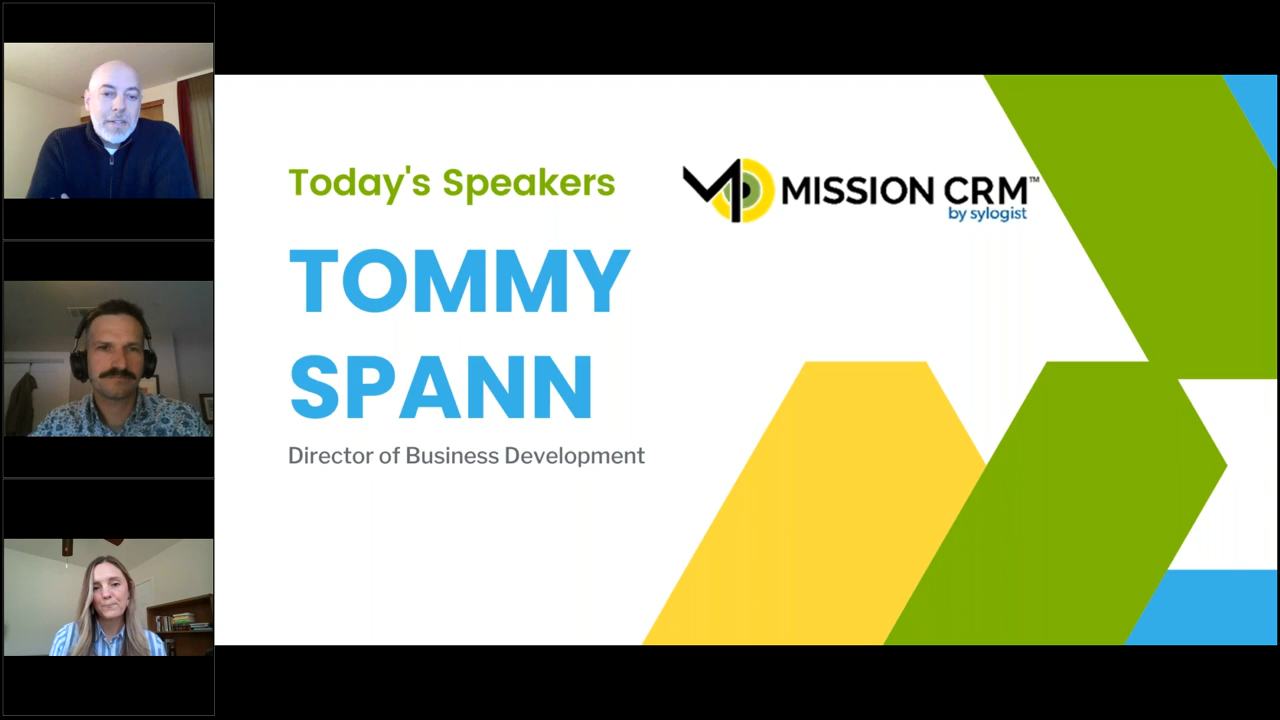 Today's Speakers
MISSION CRM™
by sylogist
TOMMY
SPANN
Director of Business Development